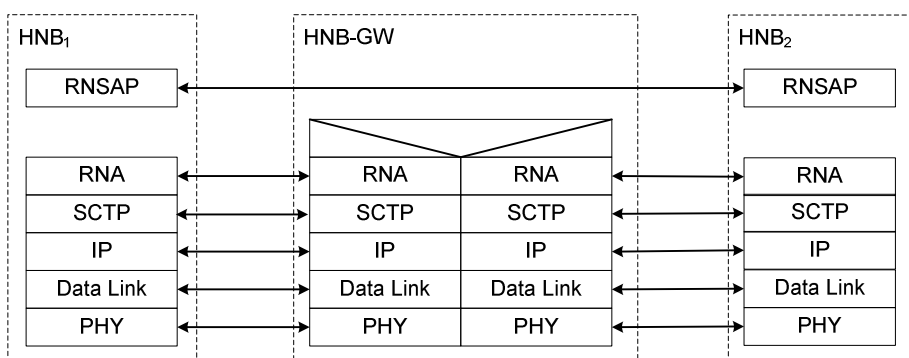 HNB₁ HNB-GW HNB₂
RNSAP RNSAP
RNA RNA RNA RNA
SCTP SCTP SCTP SCTP
IP IP IP IP
Data Link Data Link Data Link Data Link
PHY PHY PHY PHY